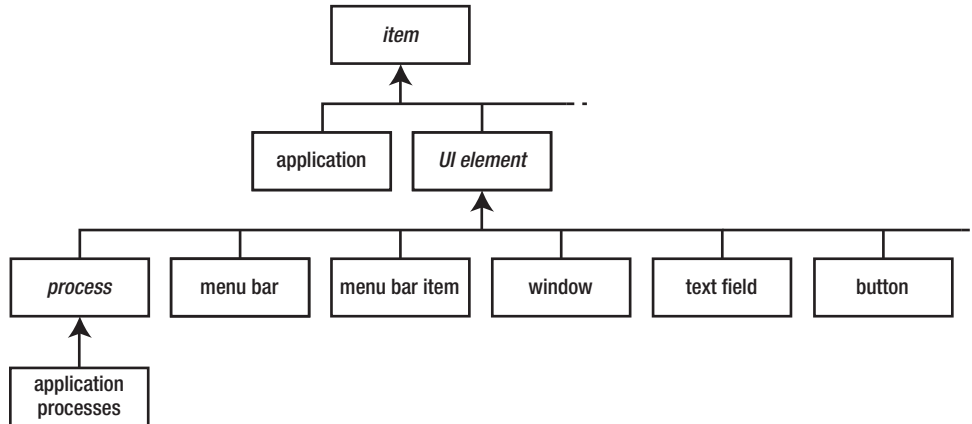 item
application
UI element
process
menu bar
menu bar item
window
text field
button
application
processes